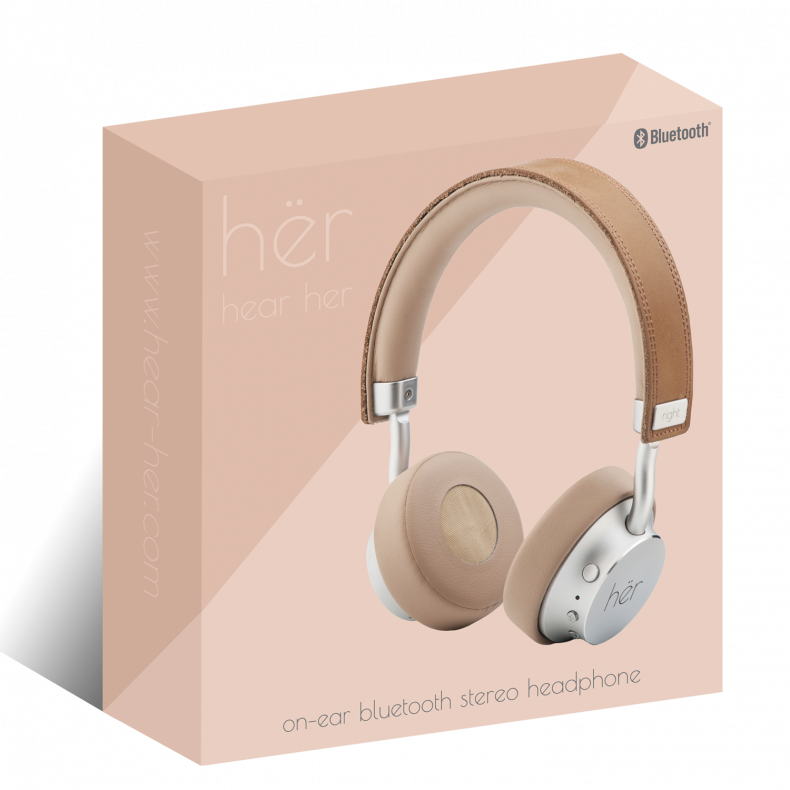 Bluetooth®
hër
hear her
www.hear-her.com
right
hër
on-ear bluetooth stereo headphone